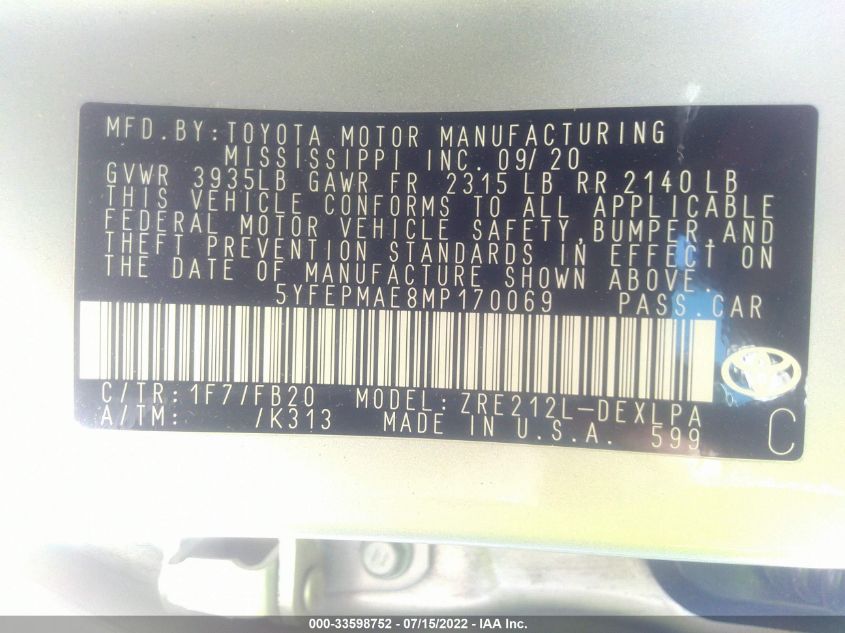 MFD.BY:TOYOTA MOTOR MANUFACTURING
MISSISSIPPI INC. 09/20
GVWR 3935LB GAWR FR 2315LB RR 2140LB
THIS VEHICLE CONFORMS TO ALL APPLICABLE
FEDERAL MOTOR VEHICLE SAFETY,BUMPER,AND
THEFT PREVENTION STANDARDS IN EFFECT ON
THE DATE OF MANUFACTURE SHOWN ABOVE.
5YFEPMAE8MP170069 PASS.CAR
C/TR:1F7/FB20 MODEL:ZRE212L-DEXLPA
A/TM: /K313 MADE IN U.S.A. 599 C
000-33598752 - 07/15/2022 - IAA Inc.